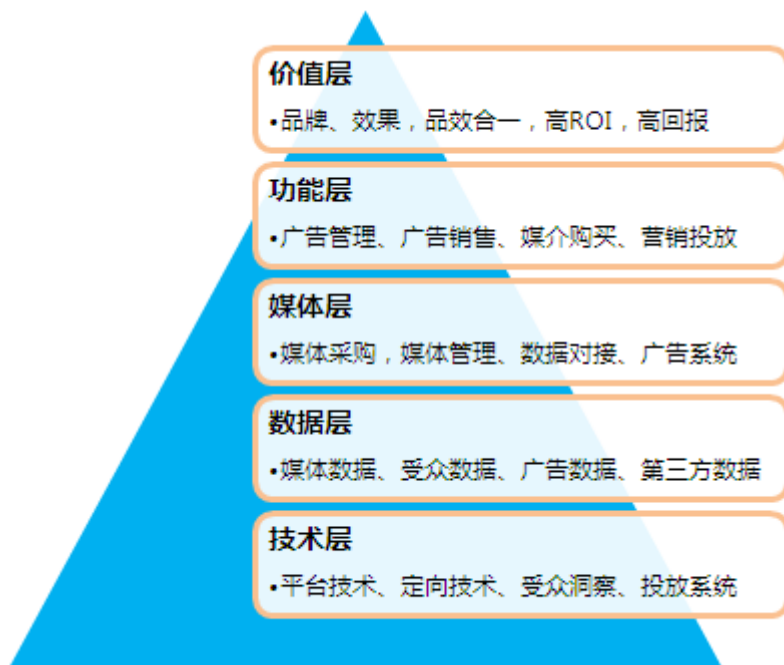 价值层
•品牌、效果，品效合一，高ROI，高回报
功能层
•广告管理、广告销售、媒介购买、营销投放
媒体层
•媒体采购，媒体管理、数据对接、广告系统
数据层
•媒体数据、受众数据、广告数据、第三方数据
技术层
•平台技术、定向技术、受众洞察、投放系统